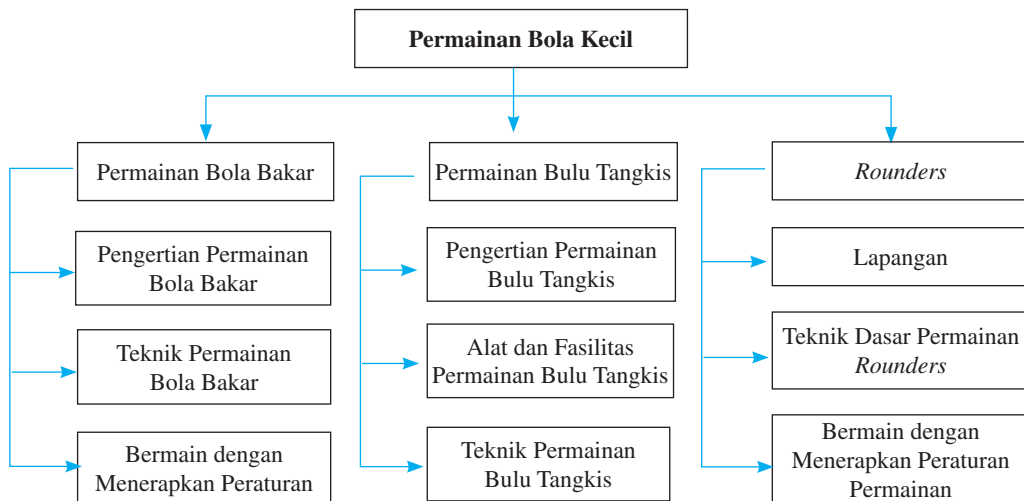 Permainan Bola Kecil
Permainan Bola Bakar
Pengertian Permainan
Bola Bakar
Teknik Permainan
Bola Bakar
Bermain dengan
Menerapkan Peraturan
Permainan Bulu Tangkis
Pengertian Permainan
Bulu Tangkis
Alat dan Fasilitas
Permainan Bulu Tangkis
Teknik Permainan
Bulu Tangkis
Rounders
Lapangan
Teknik Dasar Permainan
Rounders
Bermain dengan
Menerapkan Peraturan
Permainan